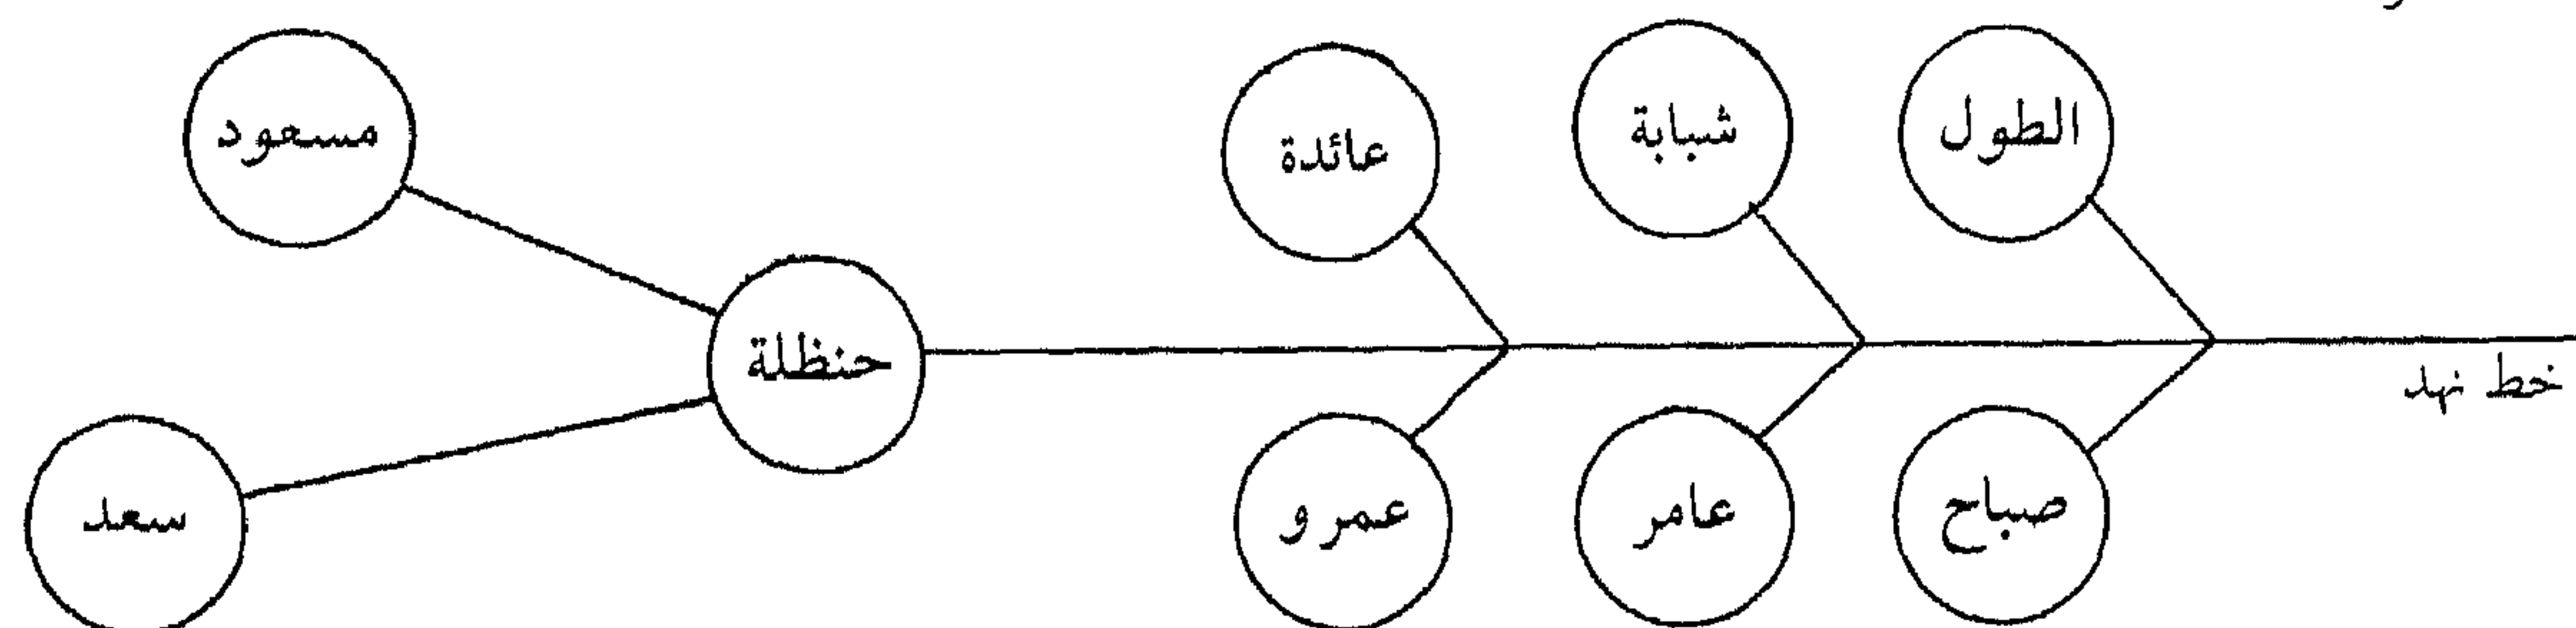 الطول
شبابة
عائدة
مسعود
خط نهد
حنظلة
صباح
عامر
عمرو
سعد